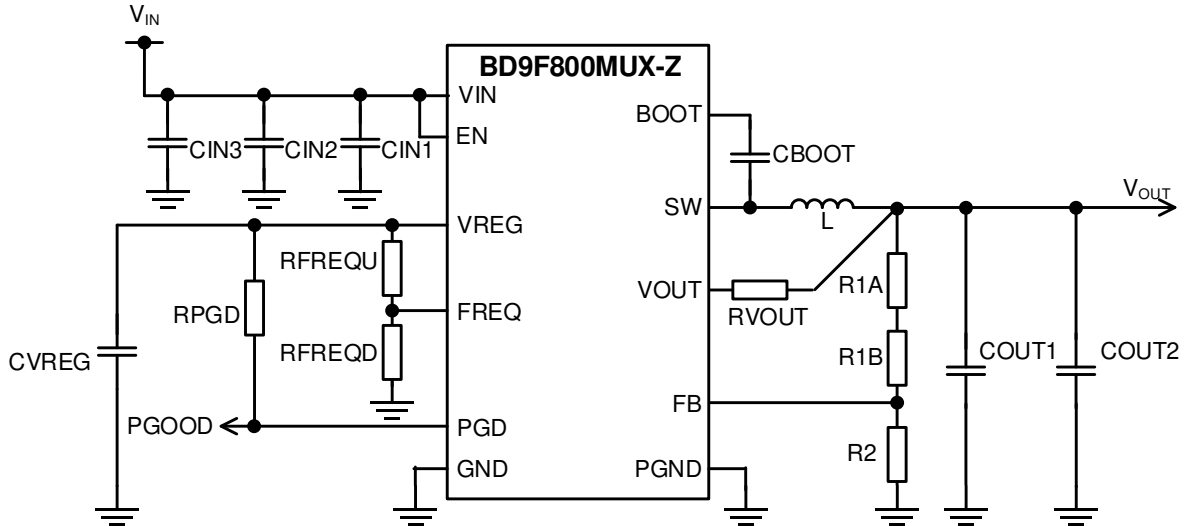 VIN
BD9F800MUX-Z
VIN
BOOT
EN
CIN3
CIN2
CIN1
CBOOT
SW
VOUT
L
VREG
RFREQU
VOUT
R1A
RPGD
FREQ
RVOUT
RFREQD
R1B
CVREG
COUT1
COUT2
FB
PGOOD
PGD
R2
GND
PGND